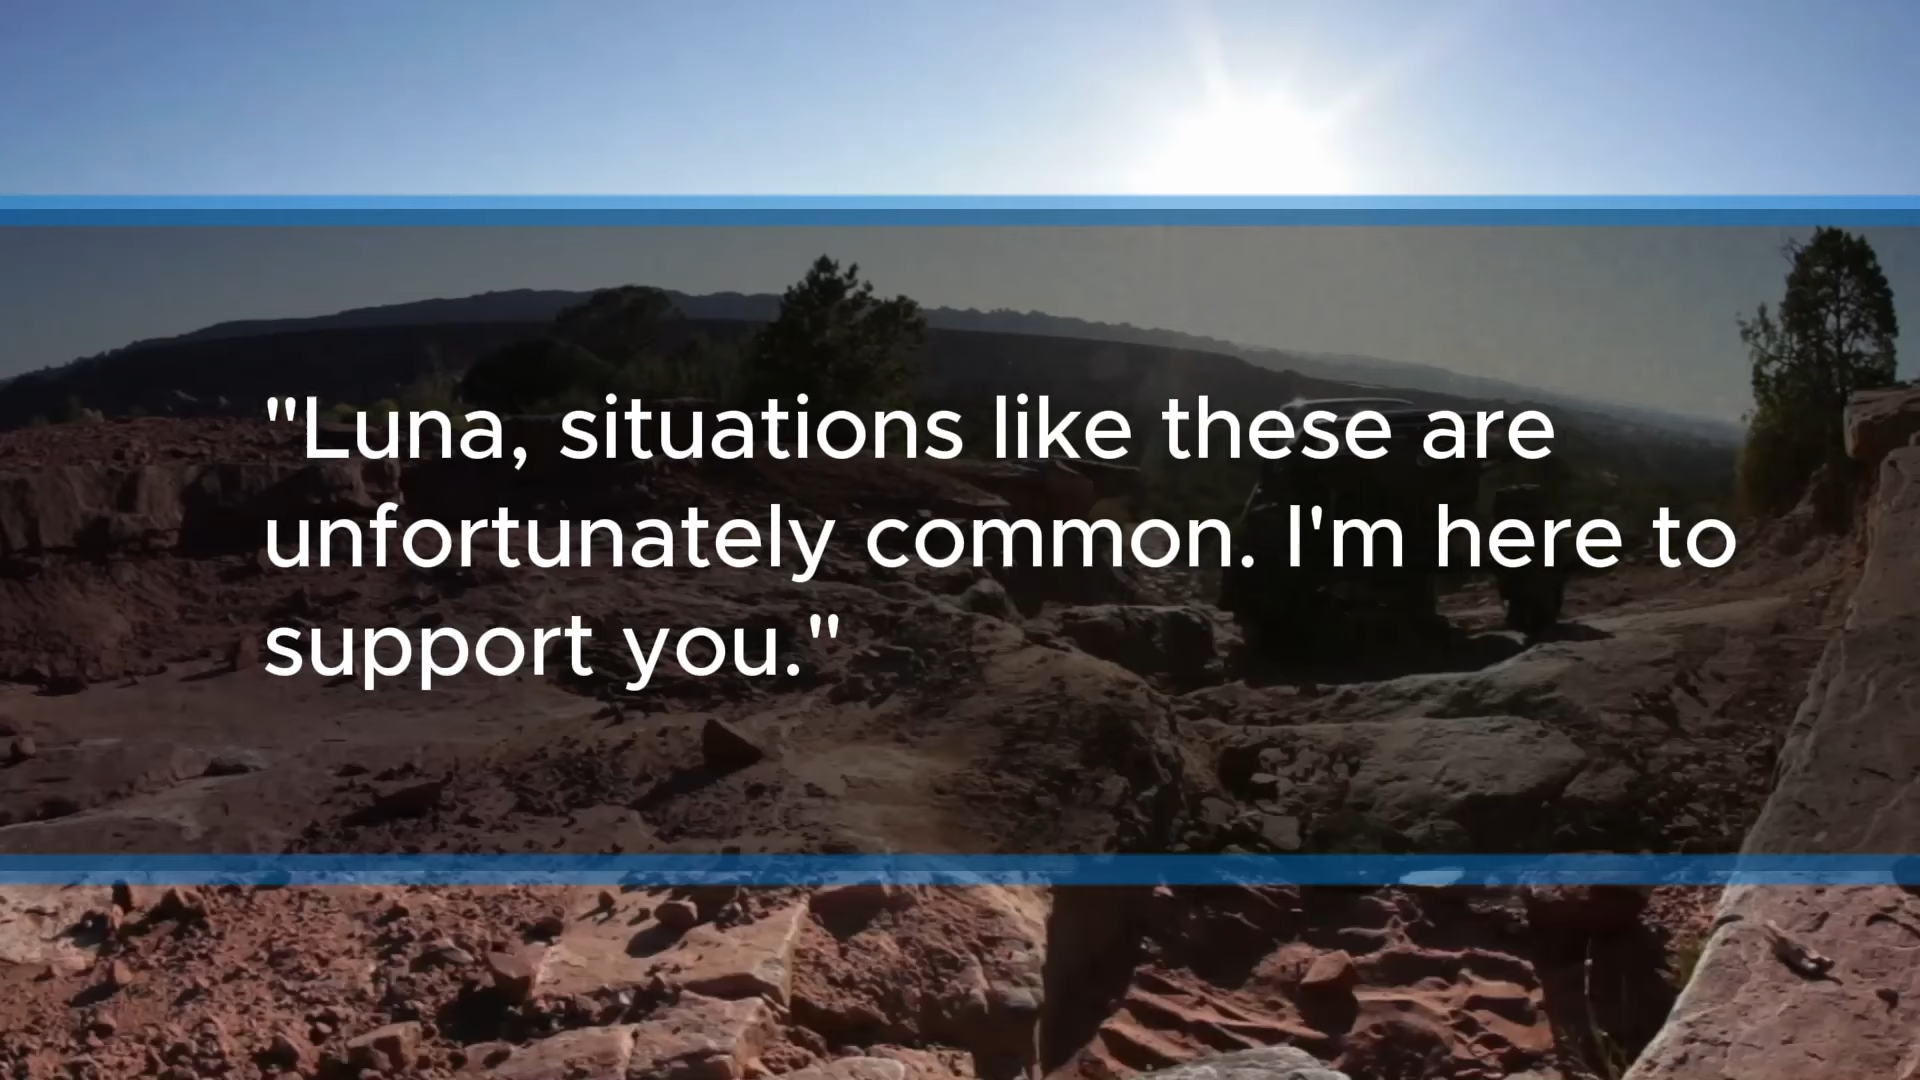 "Luna, situations like these are
unfortunately common. I'm here to
support you."